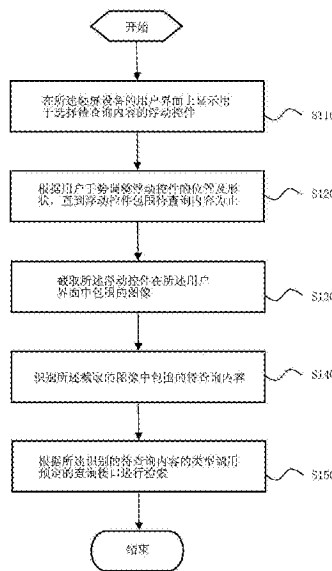 开始
在所述触屏设备的用户界面上显示用
于选择待查询内容的浮动控件
S110
根据用户手势调整浮动控件的位置及形
状，直到浮动控件包围待查询内容为止
S120
截取所述浮动控件在所述用户
界面中包围的图像
S130
识别所述截取的图像中包围的待查询内容
S140
根据所述识别的待查询内容的类型调用
预定的查询接口进行检索
S150
结束